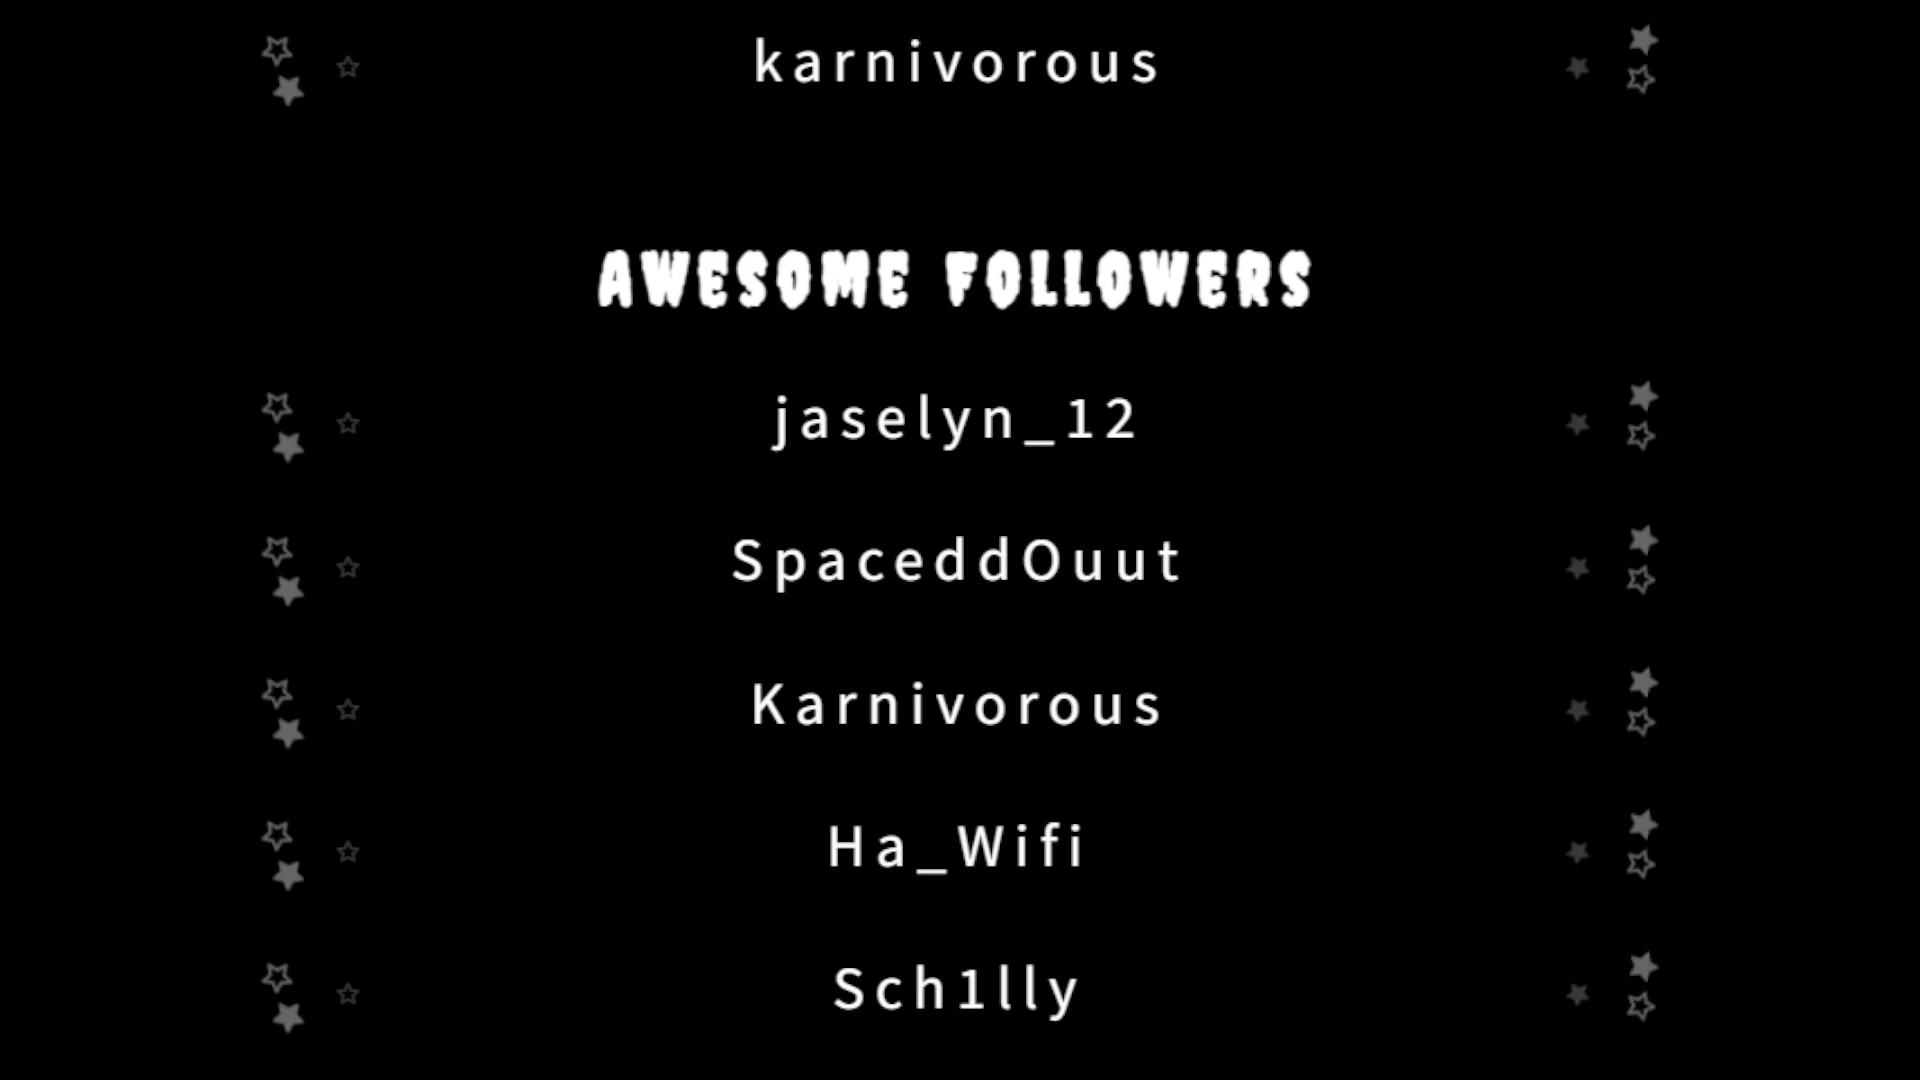 karnivorous
AWESOME FOLLOWERS
jaselyn_12
SpaceddOuut
Karnivorous
Ha_Wifi
Sch1lly